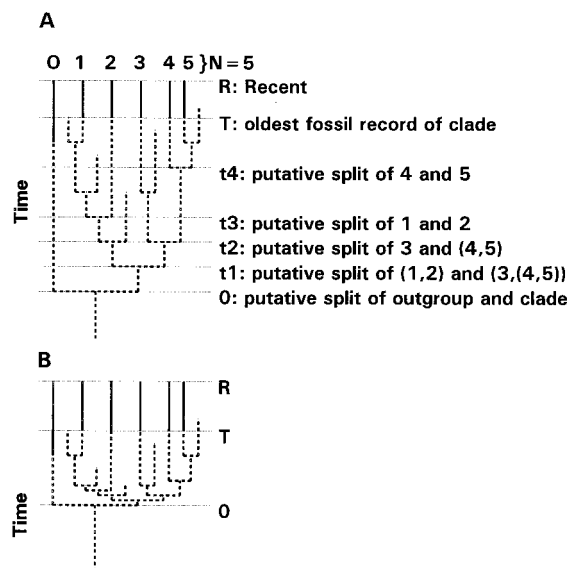 A
0 1 2 3 4 5 }N = 5
R: Recent
T: oldest fossil record of clade
t4: putative split of 4 and 5
Time
t3: putative split of 1 and 2
t2: putative split of 3 and (4,5)
t1: putative split of (1,2) and (3,(4,5))
0: putative split of outgroup and clade
B
R
T
Time
0